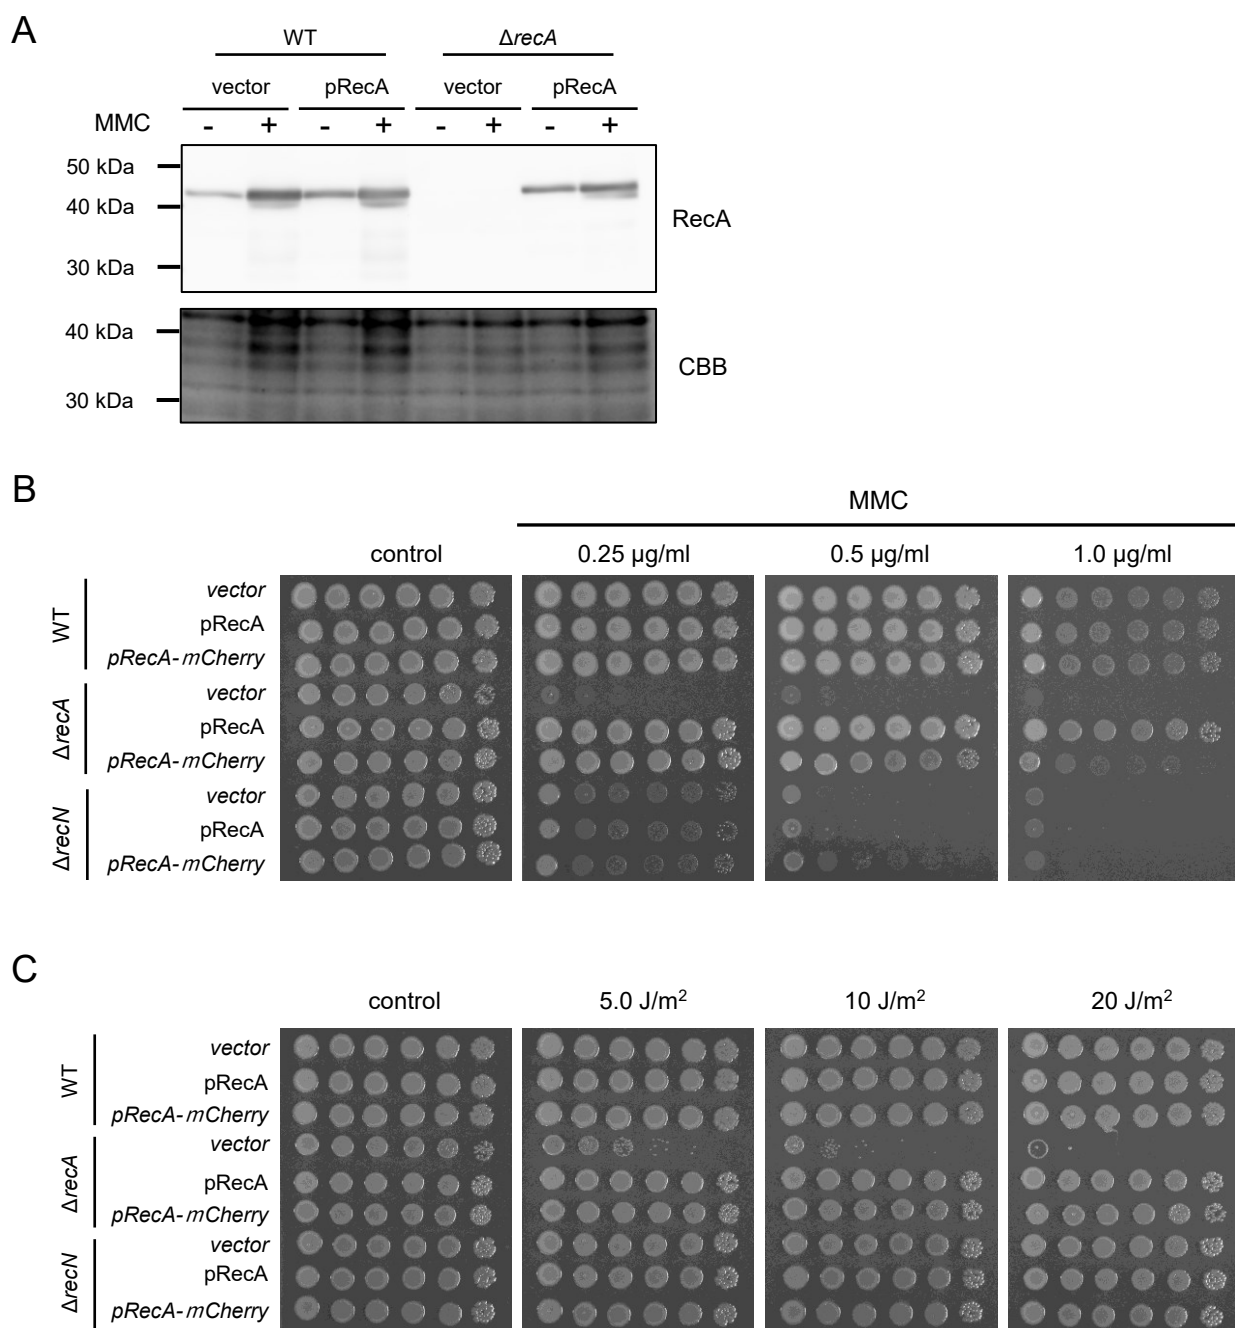 A
WT ΔrecA
vector pRecA vector pRecA
MMC - + - + - + - +
50 kDa
40 kDa
RecA
30 kDa
40 kDa
CBB
30 kDa
B
MMC
control 0.25 µg/ml 0.5 µg/ml 1.0 µg/ml
WT
vector
pRecA
pRecA-mCherry
ΔrecA
vector
pRecA
pRecA-mCherry
ΔrecN
vector
pRecA
pRecA-mCherry
C
control 5.0 J/m² 10 J/m² 20 J/m²
WT
vector
pRecA
pRecA-mCherry
ΔrecA
vector
pRecA
pRecA-mCherry
ΔrecN
vector
pRecA
pRecA-mCherry